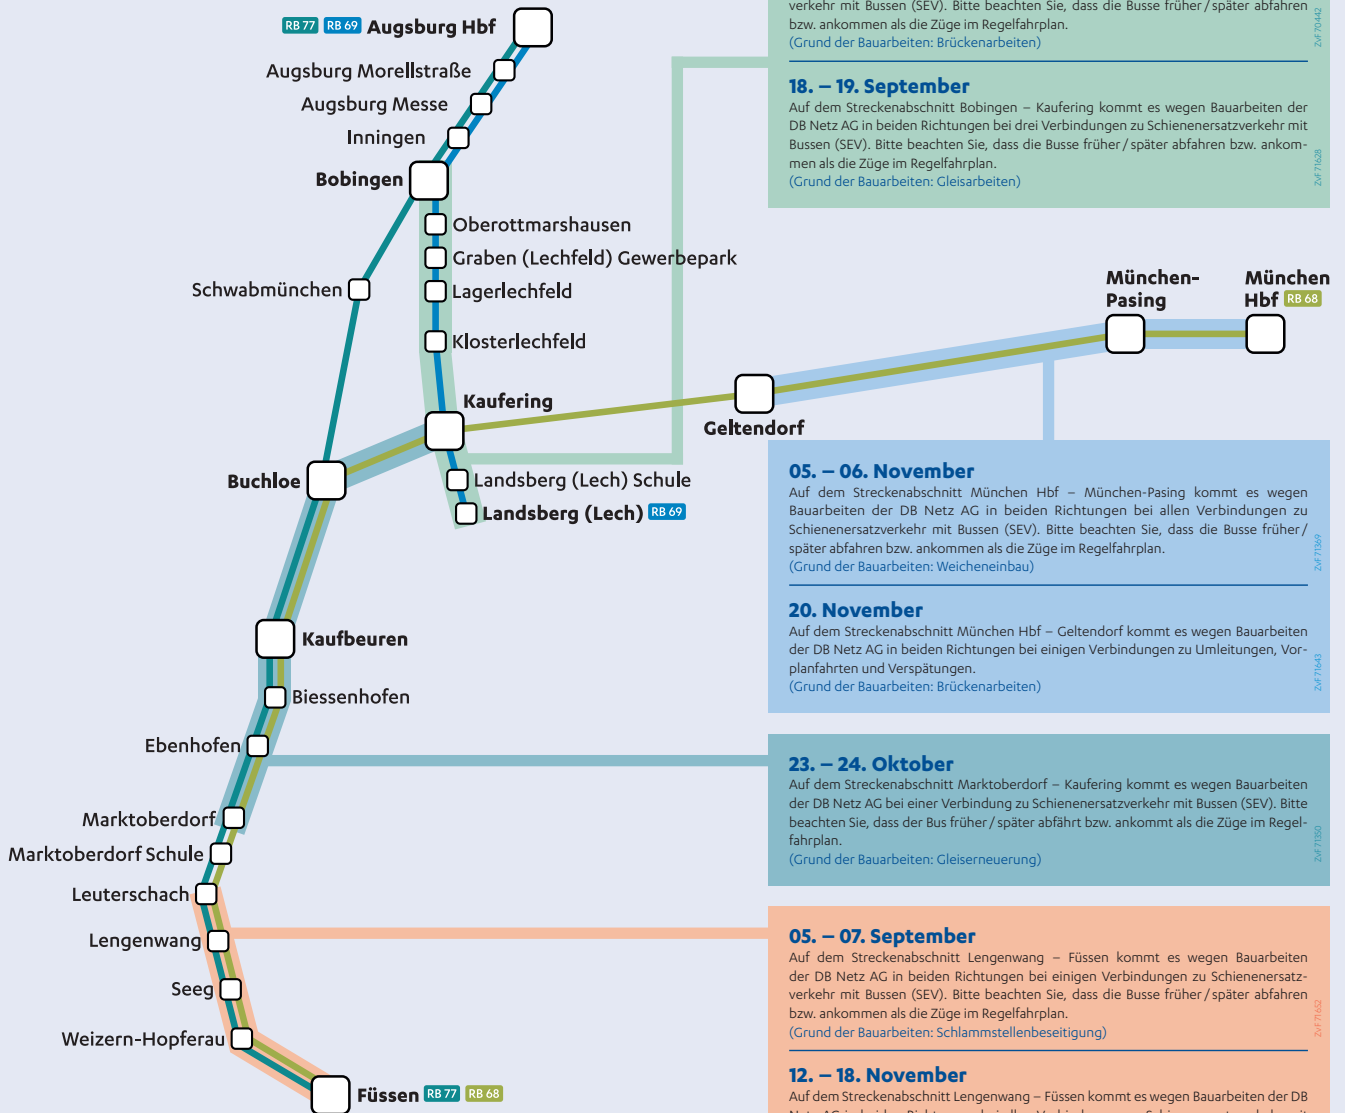 RB 77 RB 69 Augsburg Hbf
Augsburg Morellstraße
Augsburg Messe
Inningen
Bobingen
Oberottmarshausen
Graben (Lechfeld) Gewerbepark
Schwabmünchen
Lagerlechfeld
Klosterlechfeld
Kaufering
Buchloe
Landsberg (Lech) Schule
Landsberg (Lech) RB 69
Geltendorf
München-
Pasing
München
Hbf RB 68
Kaufbeuren
Biessenhofen
Ebenhofen
Marktoberdorf
Marktoberdorf Schule
Leuterschach
Lengenwang
Seeg
Weizern-Hopferau
Füssen RB 77 RB 68
verkehr mit Bussen (SEV). Bitte beachten Sie, dass die Busse früher / später abfahren
bzw. ankommen als die Züge im Regelfahrplan.
(Grund der Bauarbeiten: Brückenarbeiten)
ZvF70442
18. – 19. September
Auf dem Streckenabschnitt Bobingen – Kaufering kommt es wegen Bauarbeiten der
DB Netz AG in beiden Richtungen bei drei Verbindungen zu Schienenersatzverkehr mit
Bussen (SEV). Bitte beachten Sie, dass die Busse früher / später abfahren bzw. ankom-
men als die Züge im Regelfahrplan.
(Grund der Bauarbeiten: Gleisarbeiten)
ZvF71628
05. – 06. November
Auf dem Streckenabschnitt München Hbf – München-Pasing kommt es wegen
Bauarbeiten der DB Netz AG in beiden Richtungen bei allen Verbindungen zu
Schienenersatzverkehr mit Bussen (SEV). Bitte beachten Sie, dass die Busse früher /
später abfahren bzw. ankommen als die Züge im Regelfahrplan.
(Grund der Bauarbeiten: Weicheneinbau)
ZvF71369
20. November
Auf dem Streckenabschnitt München Hbf – Geltendorf kommt es wegen Bauarbeiten
der DB Netz AG in beiden Richtungen bei einigen Verbindungen zu Umleitungen, Vor-
planfahrten und Verspätungen.
(Grund der Bauarbeiten: Brückenarbeiten)
ZvF71643
23. – 24. Oktober
Auf dem Streckenabschnitt Marktoberdorf – Kaufering kommt es wegen Bauarbeiten
der DB Netz AG bei einer Verbindung zu Schienenersatzverkehr mit Bussen (SEV). Bitte
beachten Sie, dass der Bus früher / später abfährt bzw. ankommt als die Züge im Regel-
fahrplan.
(Grund der Bauarbeiten: Gleiserneuerung)
ZvF71350
05. – 07. September
Auf dem Streckenabschnitt Lengenwang – Füssen kommt es wegen Bauarbeiten
der DB Netz AG in beiden Richtungen bei einigen Verbindungen zu Schienenersatz-
verkehr mit Bussen (SEV). Bitte beachten Sie, dass die Busse früher / später abfahren
bzw. ankommen als die Züge im Regelfahrplan.
(Grund der Bauarbeiten: Schlammstellenbeseitigung)
ZvF71652
12. – 18. November
Auf dem Streckenabschnitt Lengenwang – Füssen kommt es wegen Bauarbeiten der DB